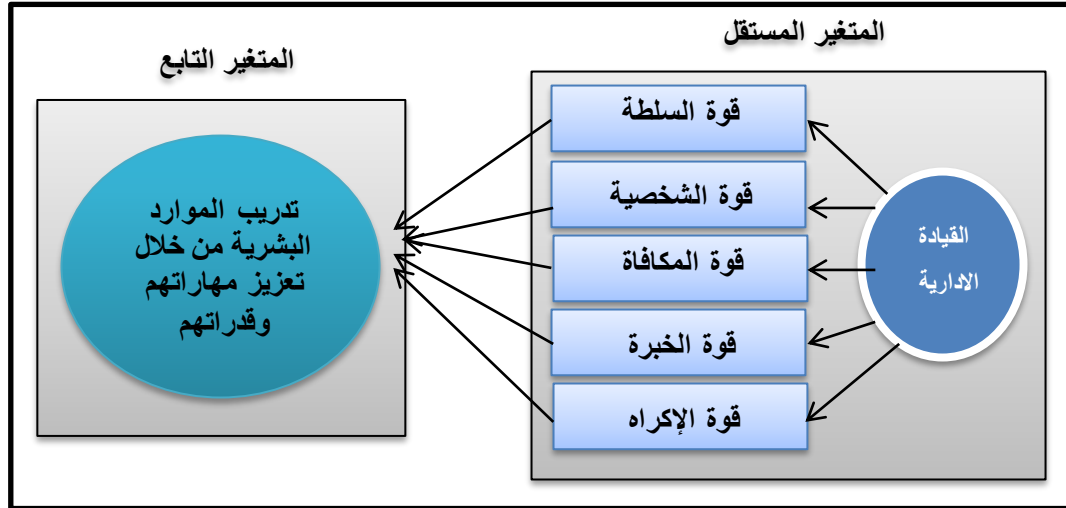 المتغير المستقل
المتغير التابع
قوة السلطة
قوة الشخصية
قوة المكافاة
قوة الخبرة
قوة الإكراه
القيادة
الادارية
تدريب الموارد
البشرية من خلال
تعزيز مهاراتهم
وقدراتهم